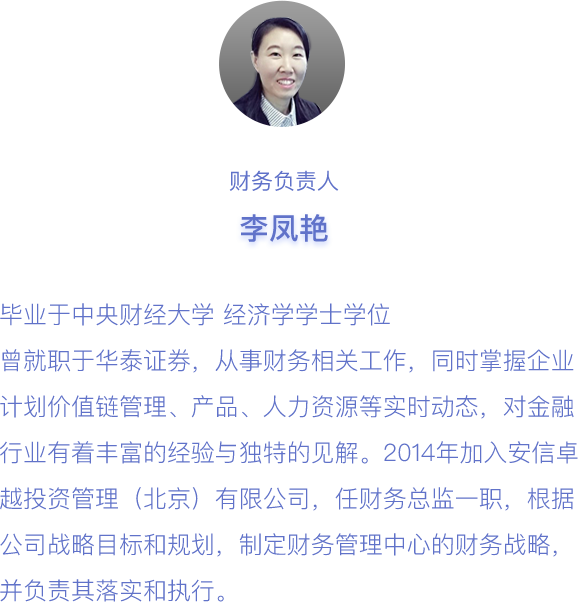 财务负责人
李凤艳
毕业于中央财经大学 经济学学士学位
曾就职于华泰证券，从事财务相关工作，同时掌握企业
计划价值链管理、产品、人力资源等实时动态，对金融
行业有着丰富的经验与独特的见解。2014年加入安信卓
越投资管理（北京）有限公司，任财务总监一职，根据
公司战略目标和规划，制定财务管理中心的财务战略，
并负责其落实和执行。